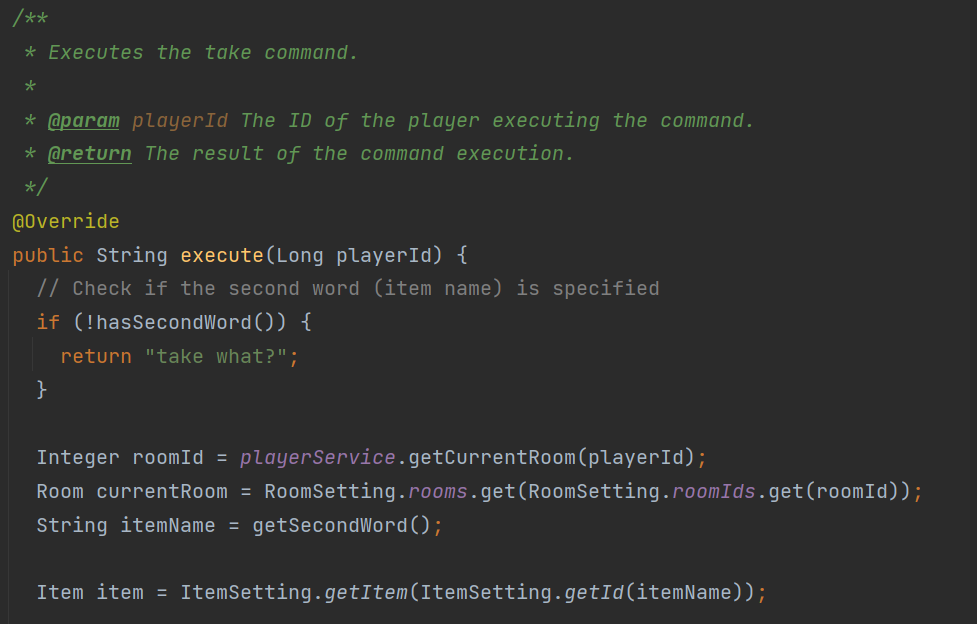 /**
 * Executes the take command.
 *
 * @param playerId The ID of the player executing the command.
 * @return The result of the command execution.
 */
@Override
public String execute(Long playerId) {
  // Check if the second word (item name) is specified
  if (!hasSecondWord()) {
    return "take what?";
  }

  Integer roomId = playerService.getCurrentRoom(playerId);
  Room currentRoom = RoomSetting.rooms.get(RoomSetting.roomIds.get(roomId));
  String itemName = getSecondWord();

  Item item = ItemSetting.getItem(ItemSetting.getId(itemName));